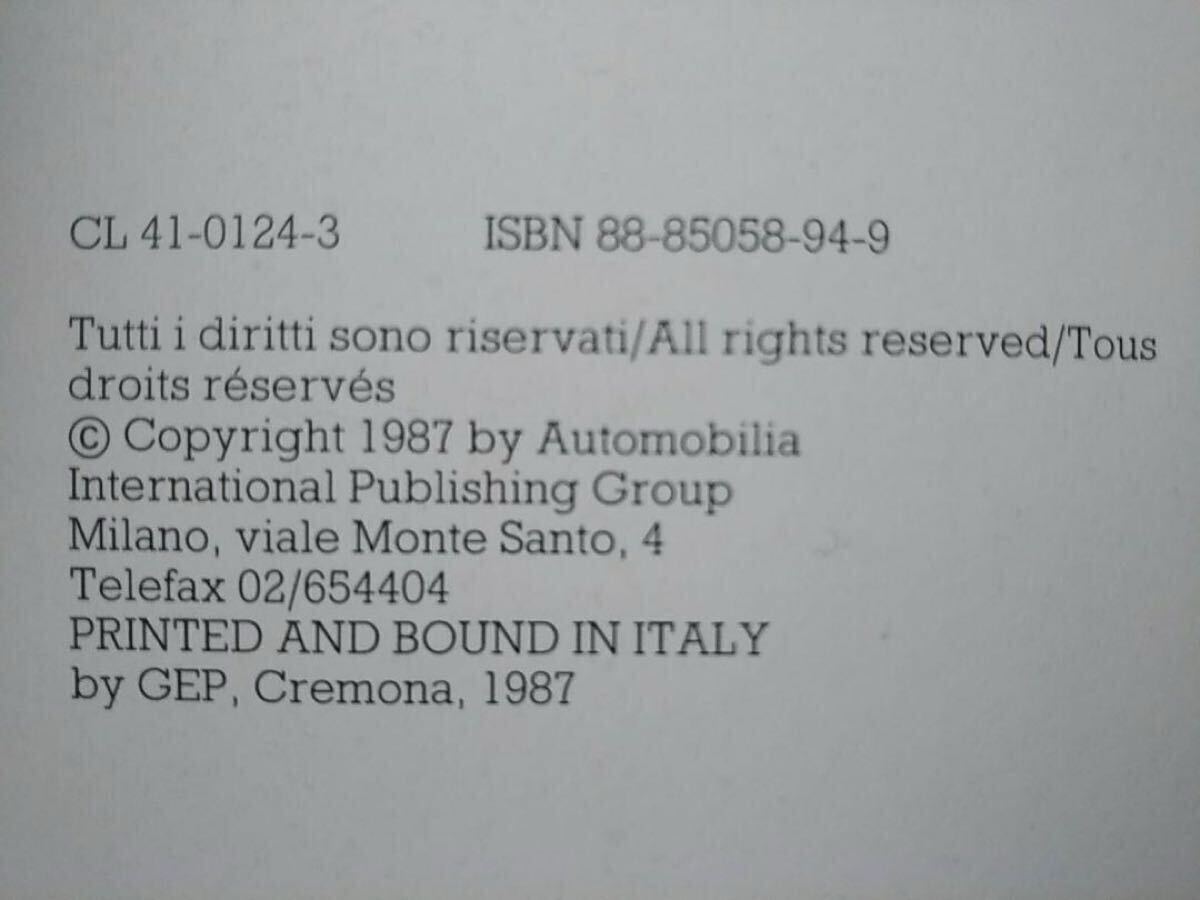 CL 41-0124-3 ISBN 88-85058-94-9
Tutti i diritti sono riservati/All rights reserved/Tous
droits réservés
© Copyright 1987 by Automobilia
International Publishing Group
Milano, viale Monte Santo, 4
Telefax 02/654404
PRINTED AND BOUND IN ITALY
by GEP, Cremona, 1987